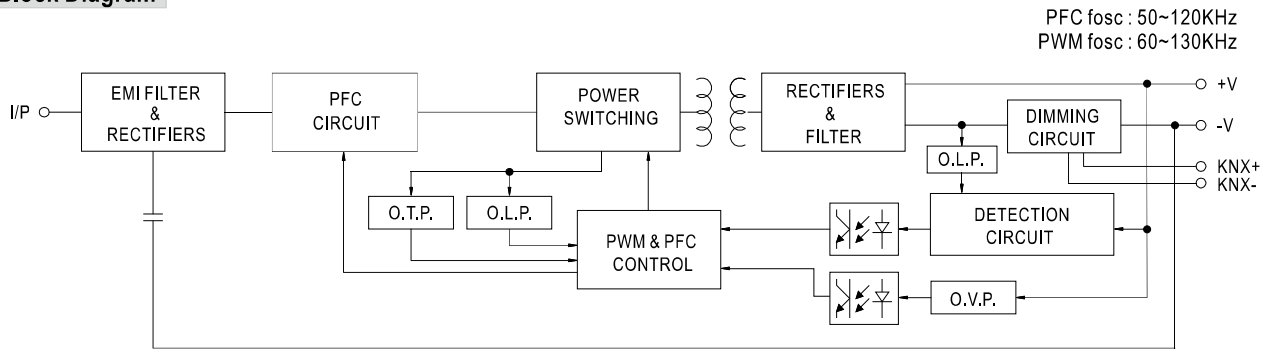 Block Diagram
PFC fosc : 50~120KHz
PWM fosc : 60~130KHz
I/P
EMI FILTER
&
RECTIFIERS
PFC
CIRCUIT
POWER
SWITCHING
RECTIFIERS
&
FILTER
+V
DIMMING
CIRCUIT
-V
KNX+
KNX-
O.L.P.
O.T.P.
O.L.P.
PWM & PFC
CONTROL
DETECTION
CIRCUIT
O.V.P.